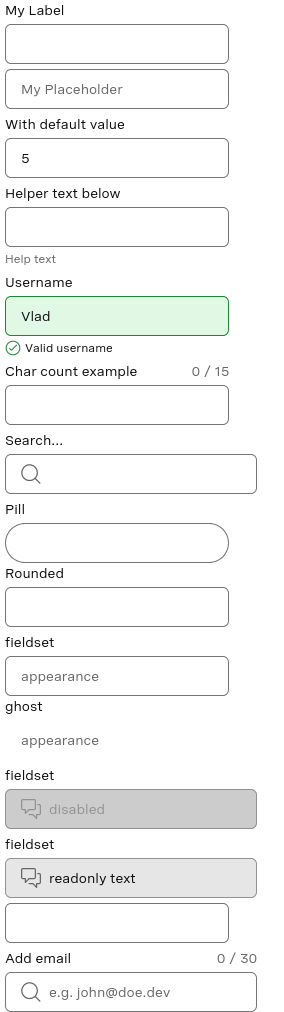 My Label
My Placeholder
With default value
5
Helper text below
Help text
Username
Vlad
Valid username
Char count example 0 / 15
Search...
Pill
Rounded
fieldset
appearance
ghost
appearance
fieldset
disabled
fieldset
readonly text
Add email 0 / 30
e.g. john@doe.dev